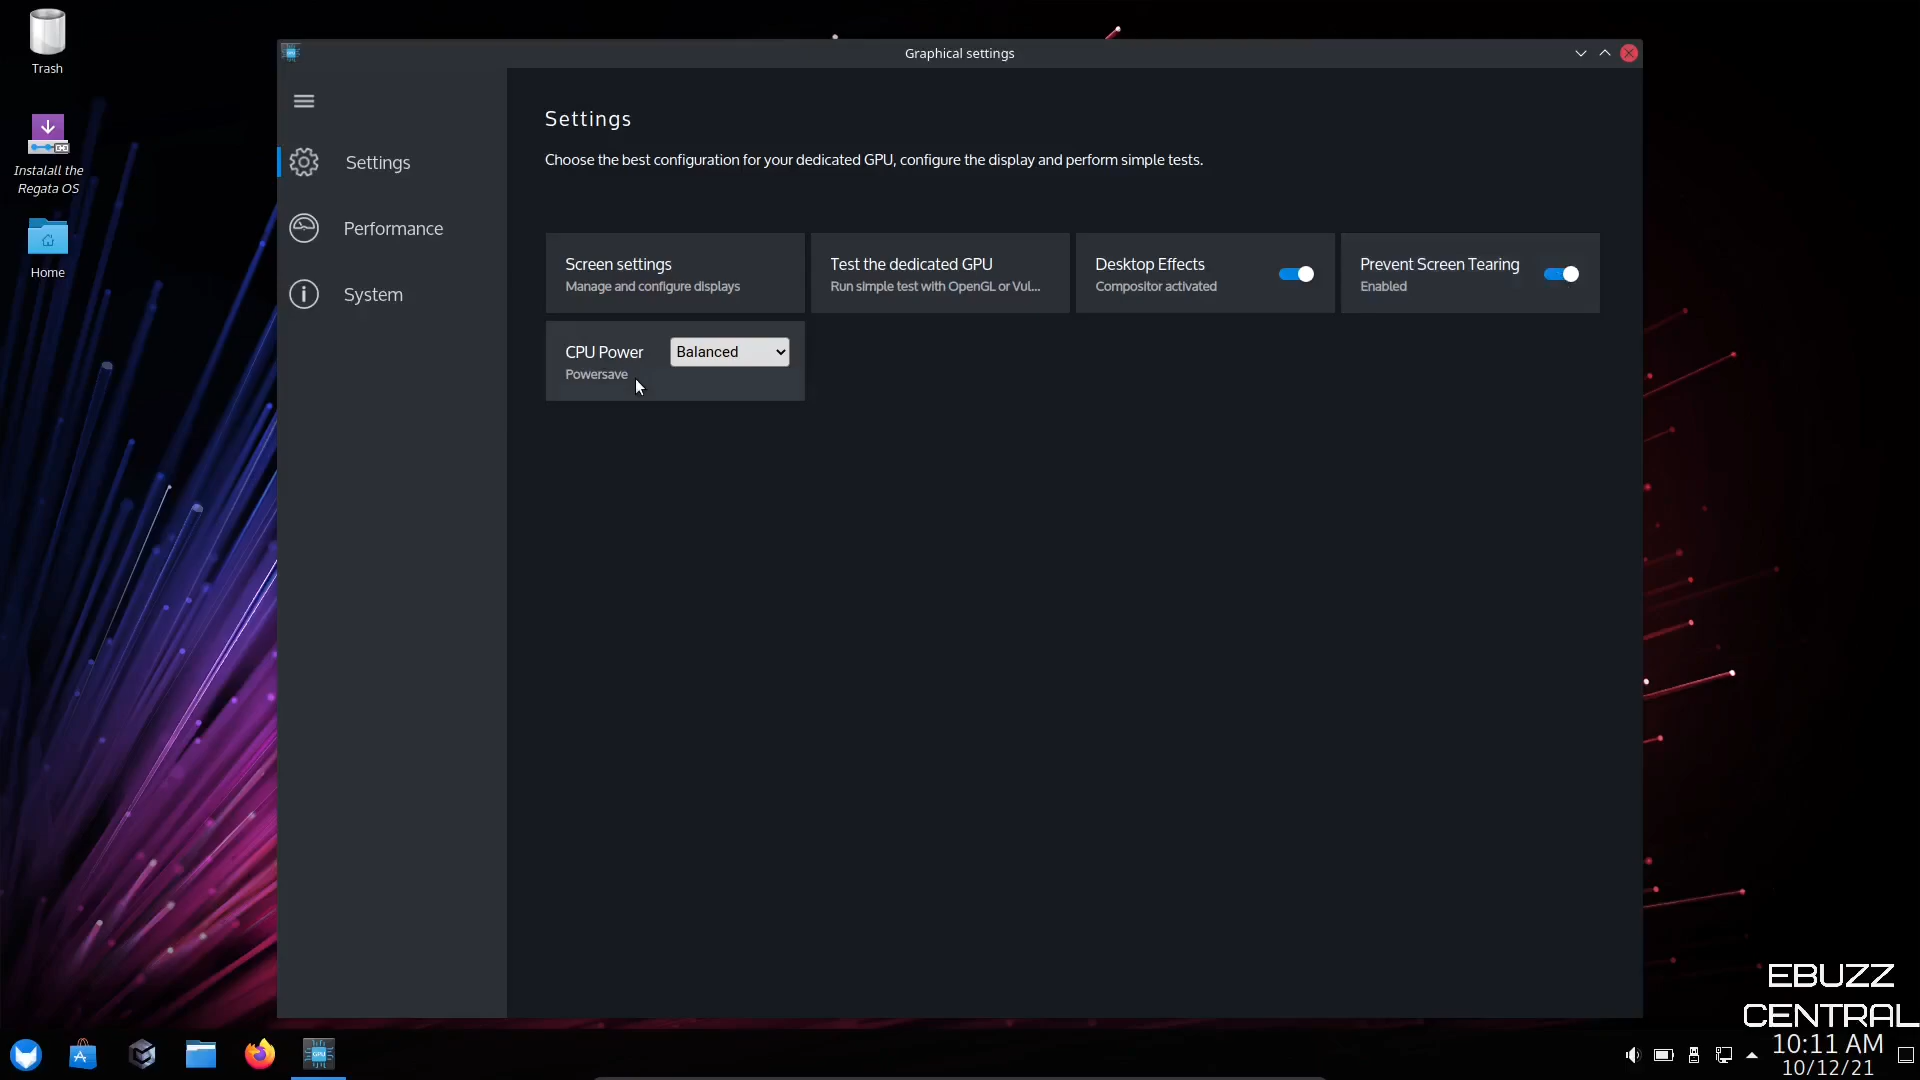 Trash
Instalall the
Regata OS
Home
Graphical settings
Settings
Performance
System
Settings
Choose the best configuration for your dedicated GPU, configure the display and perform simple tests.
Screen settings
Manage and configure displays
Test the dedicated GPU
Run simple test with OpenGL or Vul...
Desktop Effects
Compositor activated
Prevent Screen Tearing
Enabled
CPU Power
Balanced
Powersave
EBUZZ
CENTRAL
GPU
10:11 AM
10/12/21